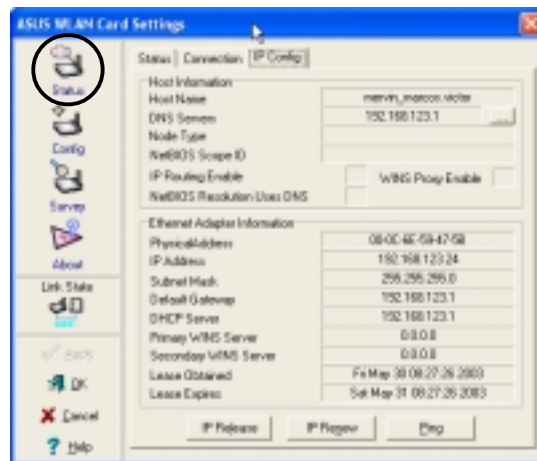 ASUS WLAN Card Settings
Status
Config
Survey
About
Link State
Apply
OK
Cancel
Help
Status Connection IP Config
Host Information
Host Name mervin_marcos.victor
DNS Servers 192.168.123.1 ...
Node Type
NetBIOS Scope ID
IP Routing Enable WINS Proxy Enable
NetBIOS Resolution Uses DNS
Ethernet Adapter Information
PhysicalAddress 00-0C-6E-59-47-5B
IP Address 192.168.123.24
Subnet Mask. 255.255.255.0
Default Gateway 192.168.123.1
DHCP Server 192.168.123.1
Primary WINS Server 0.0.0.0
Secondary WINS Server 0.0.0.0
Lease Obtained Fri May 30 08:27:26 2003
Lease Expires Sat May 31 08:27:26 2003
IP Release IP Renew Ping